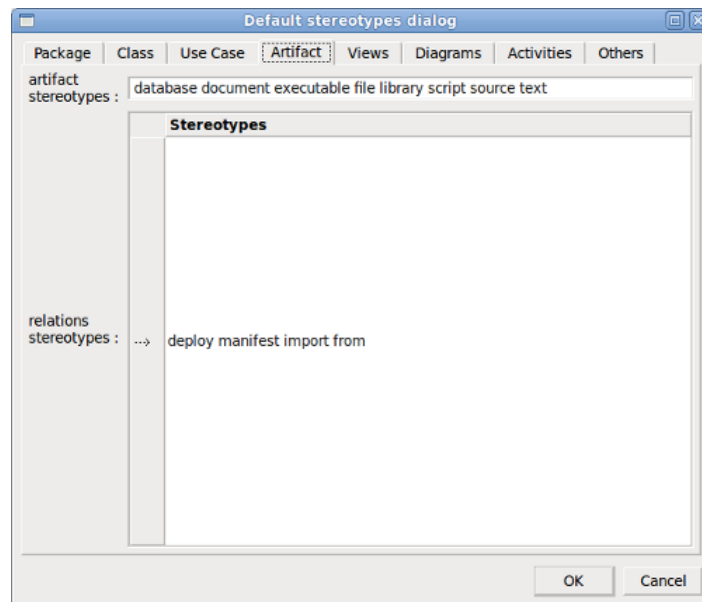 Default stereotypes dialog
Package Class Use Case Artifact Views Diagrams Activities Others
artifact
stereotypes :
database document executable file library script source text
Stereotypes
relations
stereotypes :
deploy manifest import from
OK Cancel